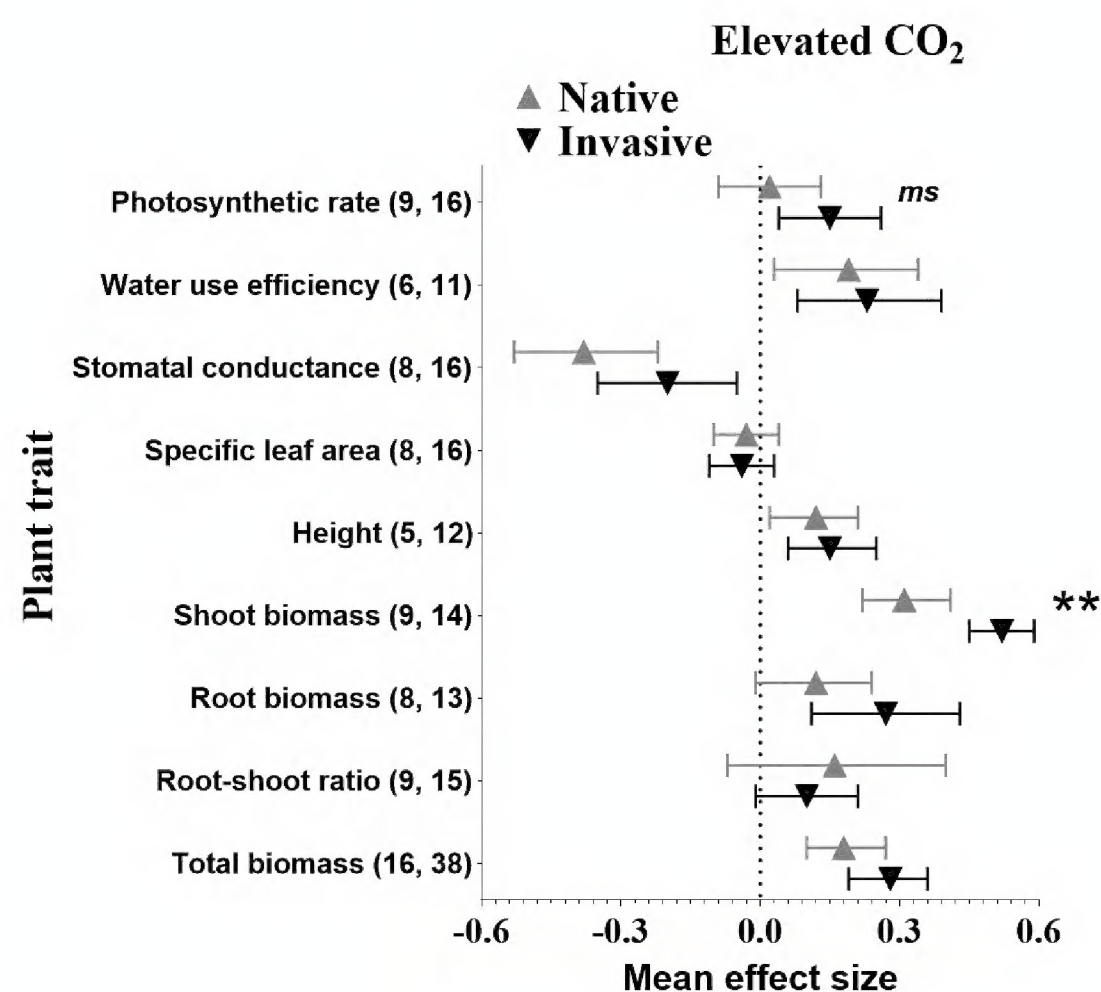 Elevated CO₂
Native
Invasive
Plant trait
Photosynthetic rate (9, 16)
ms
Water use efficiency (6, 11)
Stomatal conductance (8, 16)
Specific leaf area (8, 16)
Height (5, 12)
Shoot biomass (9, 14)
**
Root biomass (8, 13)
Root-shoot ratio (9, 15)
Total biomass (16, 38)
-0.6 -0.3 0.0 0.3 0.6
Mean effect size